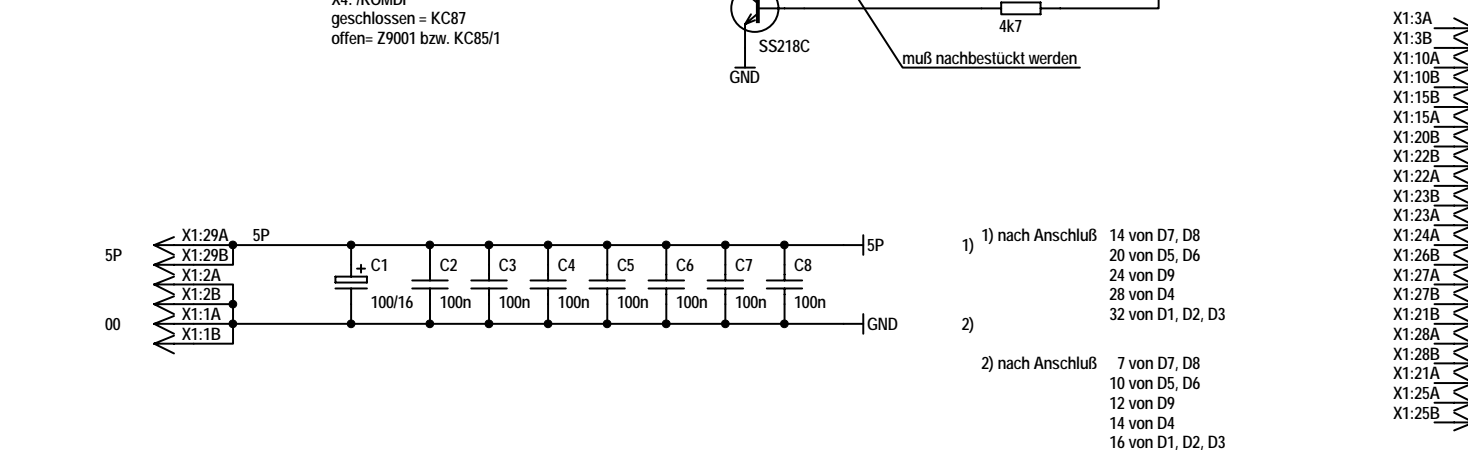 X4: /ROMDI
geschlossen = KC87
offen= Z9001 bzw. KC85/1
SS218C
GND
4k7
muß nachbestückt werden
5P
00
X1:29A
X1:29B
X1:2A
X1:2B
X1:1A
X1:1B
5P
C1
100/16
C2
100n
C3
100n
C4
100n
C5
100n
C6
100n
C7
100n
C8
100n
5P
GND
1)
2)
1) nach Anschluß 14 von D7, D8
20 von D5, D6
24 von D9
28 von D4
32 von D1, D2, D3
2) nach Anschluß 7 von D7, D8
10 von D5, D6
12 von D9
14 von D4
16 von D1, D2, D3
X1:3A
X1:3B
X1:10A
X1:10B
X1:15B
X1:15A
X1:20B
X1:22B
X1:22A
X1:23B
X1:23A
X1:24A
X1:26B
X1:27A
X1:27B
X1:21B
X1:28A
X1:28B
X1:21A
X1:25A
X1:25B